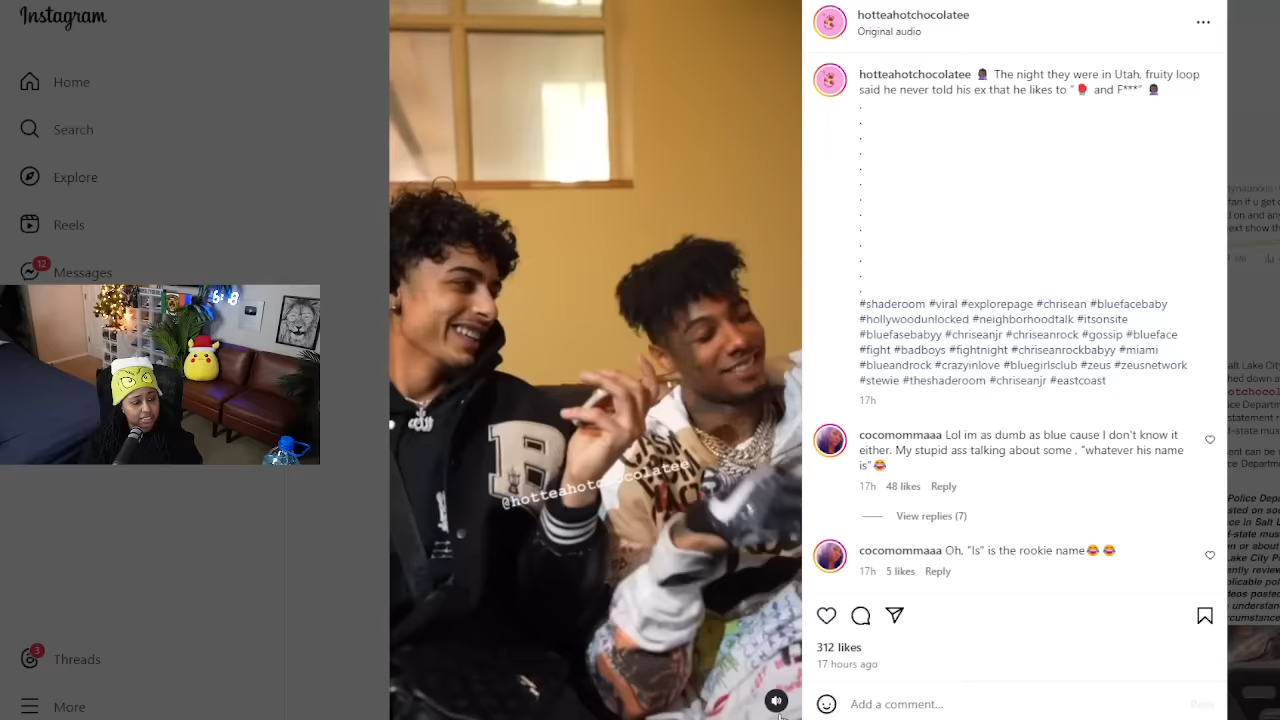 Instagram
Home
Search
Explore
Reels
12
Messages
3
Threads
More
6:8
R
@hotteahotchocolatee
hotteahotchocolatee
Original audio
hotteahotchocolatee 💁🏿‍♀️ The night they were in Utah, fruity loop
said he never told his ex that he likes to “🥊 and F***” 💁🏿‍♀️
.
.
.
.
.
.
.
.
.
.
.
.
.
#shaderoom #viral #explorepage #chrisean #bluefacebaby
#hollywoodunlocked #neighborhoodtalk #itsonsite
#bluefasebabyy #chriseanjr #chriseanrock #gossip #blueface
#fight #badboys #fightnight #chriseanrockbabyy #miami
#blueandrock #crazyinlove #bluegirlsclub #zeus #zeusnetwork
#stewie #theshaderoom #chriseanjr #eastcoast
17h
cocomommaaa Lol im as dumb as blue cause I don't know it
either. My stupid ass talking about some , "whatever his name
is"😂
17h 48 likes Reply
View replies (7)
cocomommaaa Oh, "Is" is the rookie name😂 😂
17h 5 likes Reply
312 likes
17 hours ago
Add a comment...